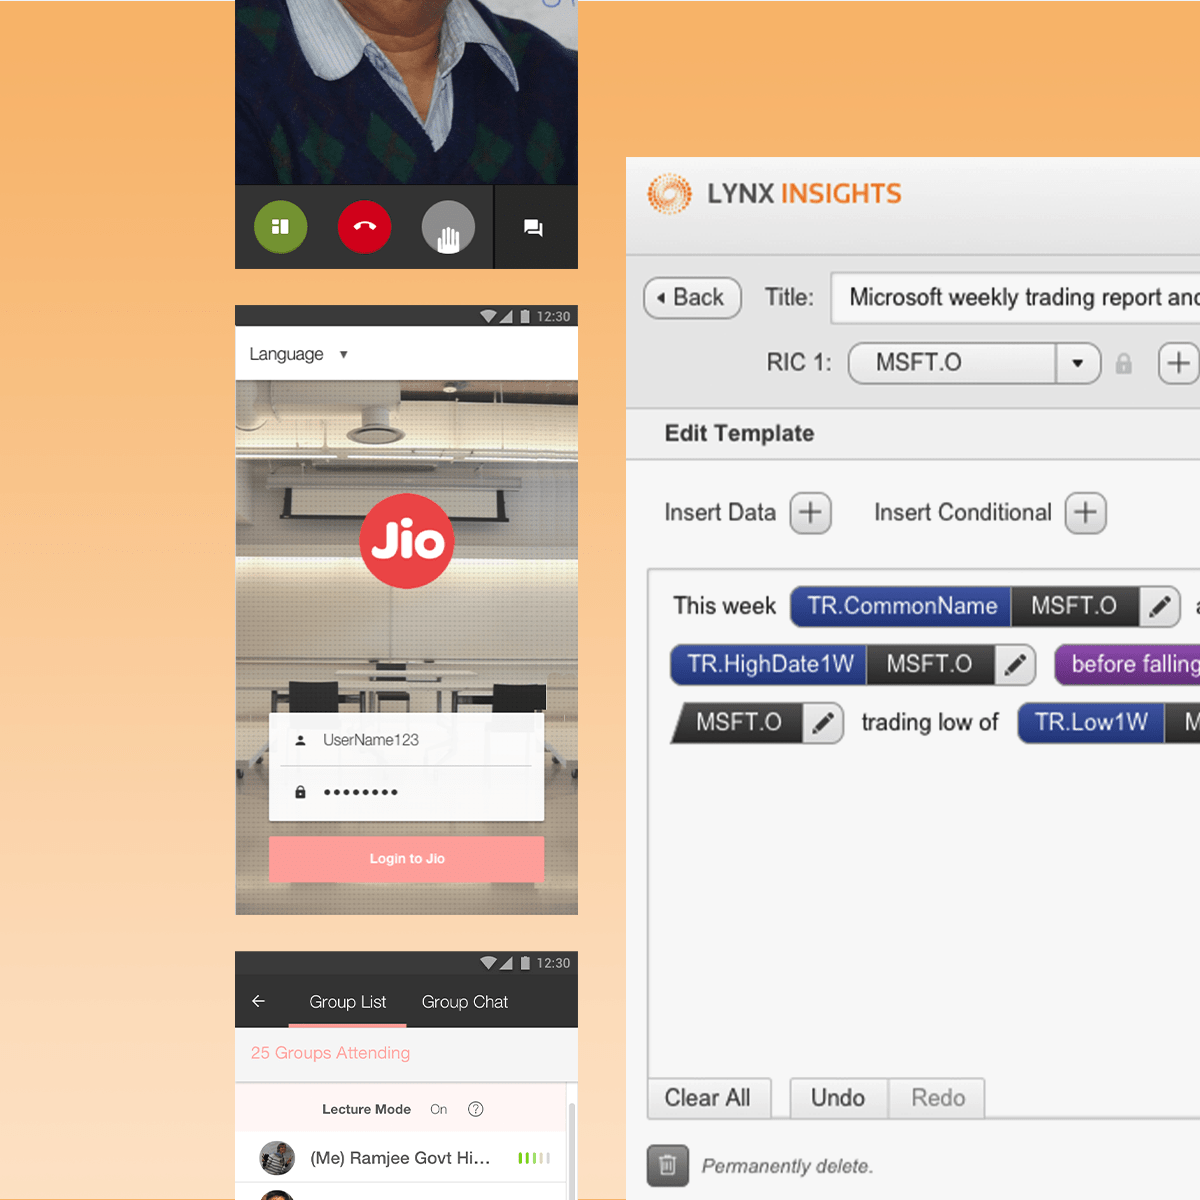 12:30
Language
Jio
UserName123
Login to Jio
12:30
Group List Group Chat
25 Groups Attending
Lecture Mode On ?
(Me) Ramjee Govt Hi...
LYNX INSIGHTS
Back Title: Microsoft weekly trading report and
RIC 1: MSFT.O
Edit Template
Insert Data + Insert Conditional +
This week TR.CommonName MSFT.O
TR.HighDate1W MSFT.O before falling
MSFT.O trading low of TR.Low1W M
Clear All Undo Redo
Permanently delete.